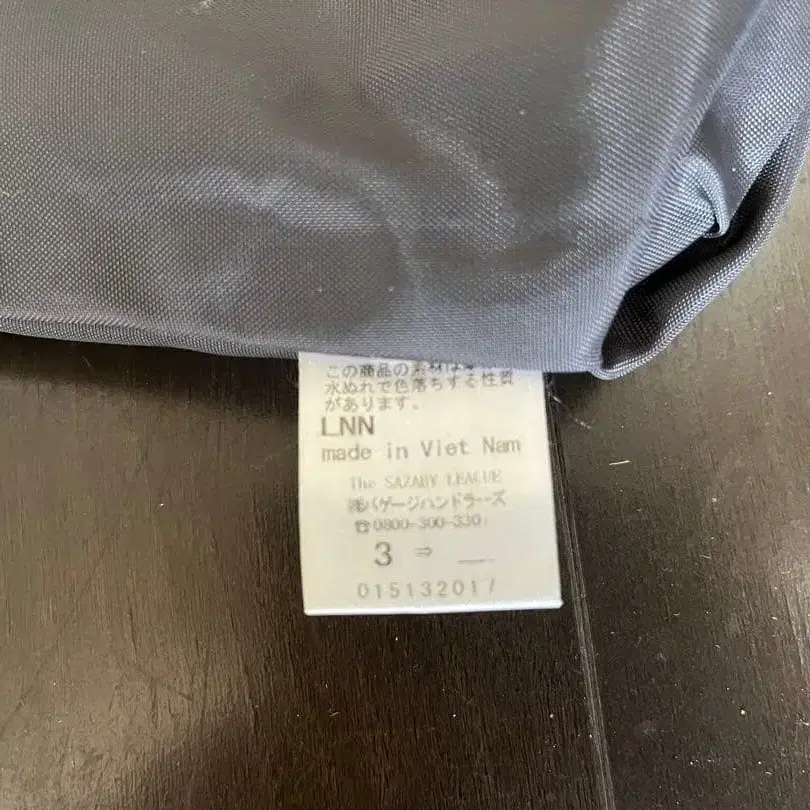 この商品の素材は
水ぬれで色落ちする性質
があります。
LNN
made in Viet Nam
The SAZABY LEAGUE
㈱バゲージハンドラーズ
☎0800-300-330
3 ⇒ __
015132017